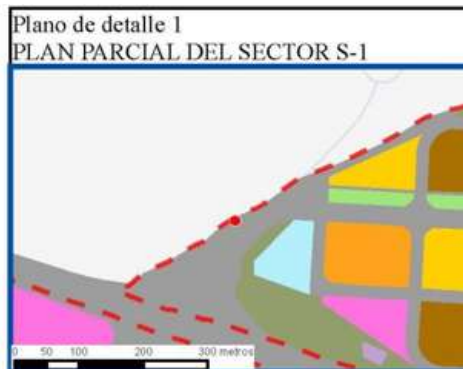 Plano de detalle 1
PLAN PARCIAL DEL SECTOR S-1
0 50 100 200 300 metros